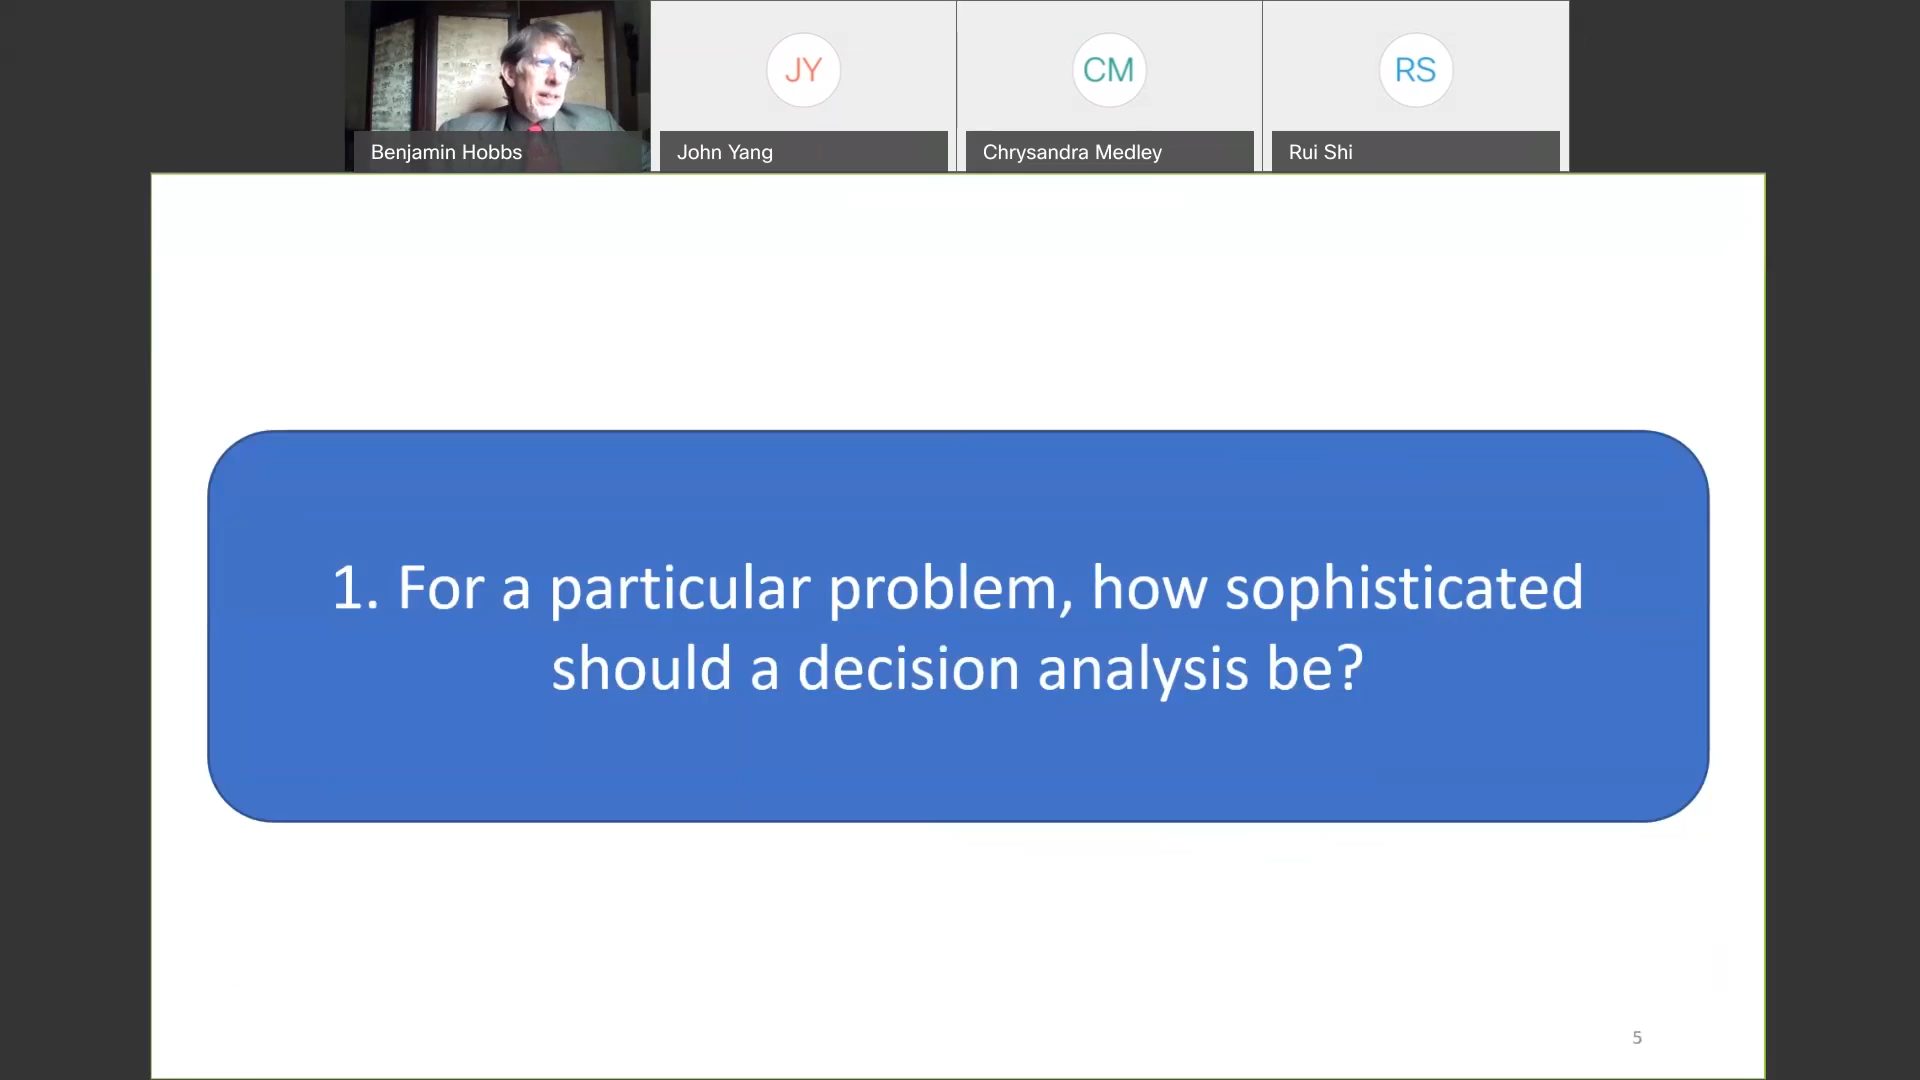 JY
CM
RS
Benjamin Hobbs
John Yang
Chrysandra Medley
Rui Shi
1. For a particular problem, how sophisticated
should a decision analysis be?
5